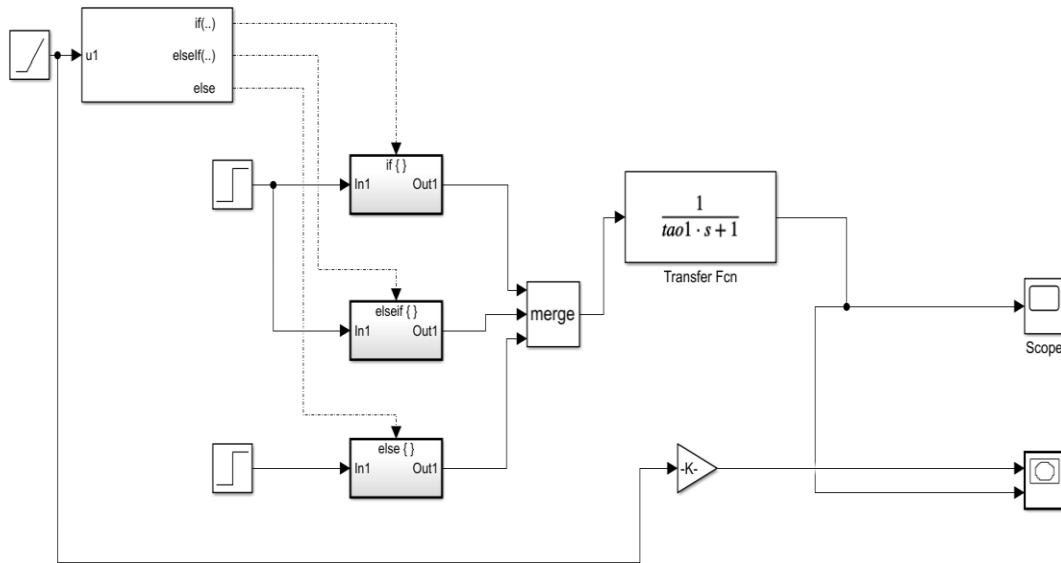 if(..)
u1
elseIf(..)
else
if { }
In1
Out1
1
tao1 · s + 1
Transfer Fcn
elseif { }
In1
Out1
merge
Scope
else { }
In1
Out1
-K-